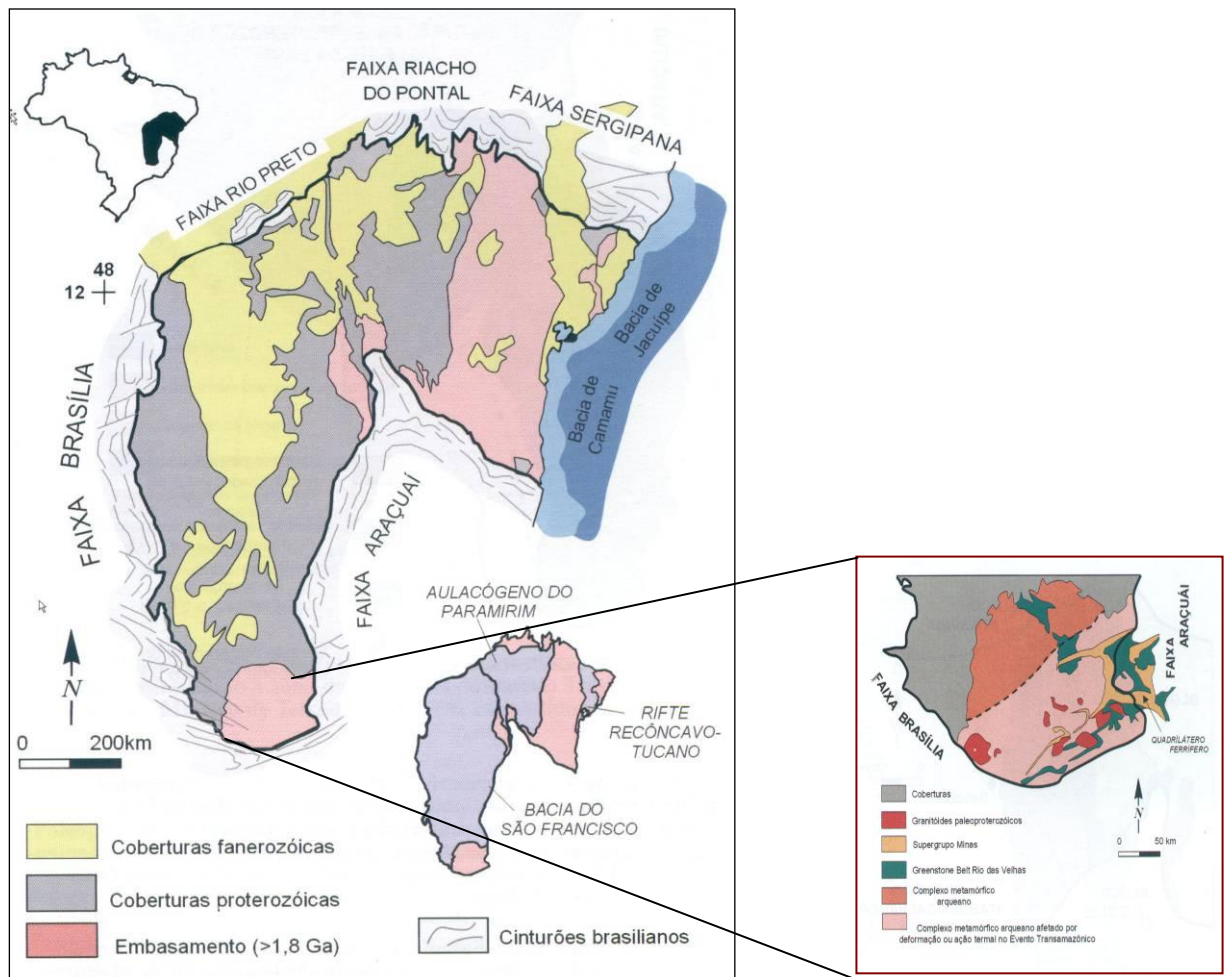 FAIXA RIACHO
DO PONTAL
FAIXA SERGIPANA
FAIXA RIO PRETO
48
12
FAIXA BRASÍLIA
Bacia de
Jacuípe
Bacia de
Camamu
FAIXA ARAÇUAÍ
AULACÓGENO DO
PARAMIRIM
N
0 200km
RIFTE
RECÔNCAVO-
TUCANO
BACIA DO
SÃO FRANCISCO
Coberturas fanerozóicas
Coberturas proterozóicas
Embasamento (>1,8 Ga)
Cinturões brasilianos
FAIXA
ARAÇUÁI
FAIXA BRASÍLIA
QUADRILÁTERO
FERRÍFERO
Coberturas
Granitóides paleoproterozóicos
Supergrupo Minas
Greenstone Belt Rio das Velhas
Complexo metamórfico
arqueano
Complexo metamórfico arqueano afetado por
deformação ou ação termal no Evento Transamazônico
N
0 50 km